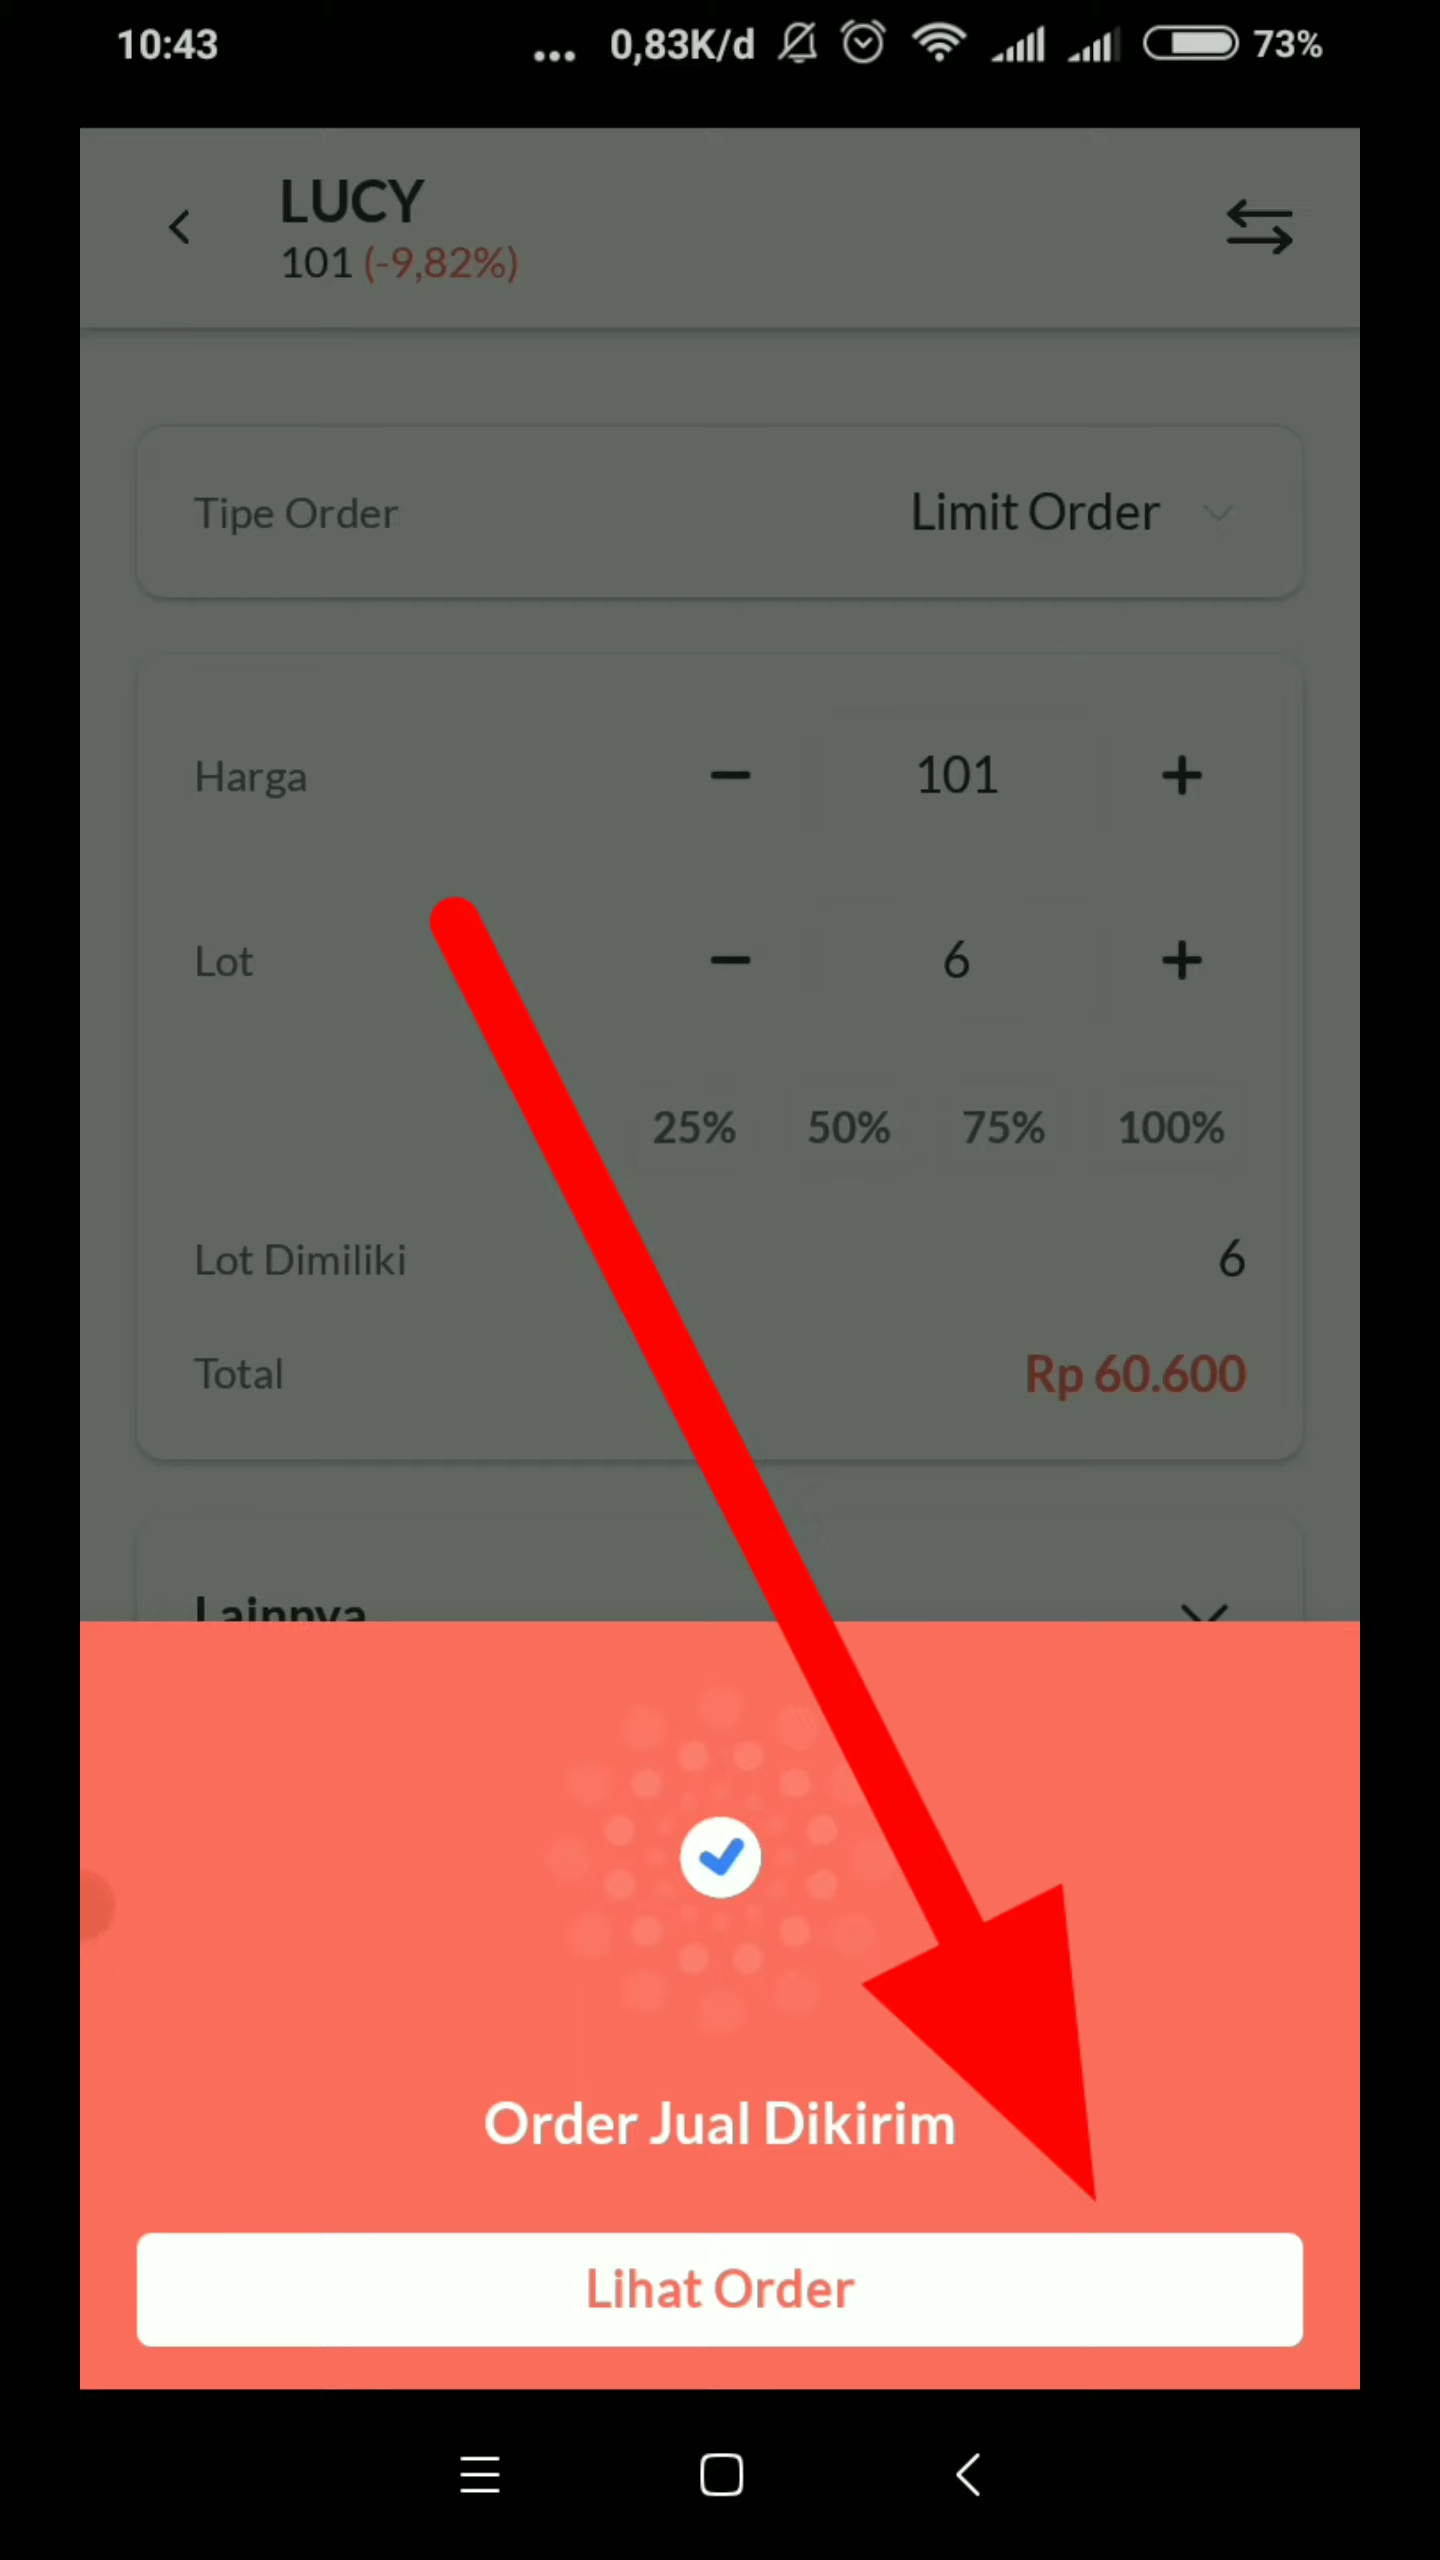 10:43
... 0,83K/d 73%
LUCY
101 (-9,82%)
Tipe Order Limit Order
Harga − 101 +
Lot − 6 +
25% 50% 75% 100%
Lot Dimiliki 6
Total Rp 60.600
Lainnya
Order Jual Dikirim
Lihat Order